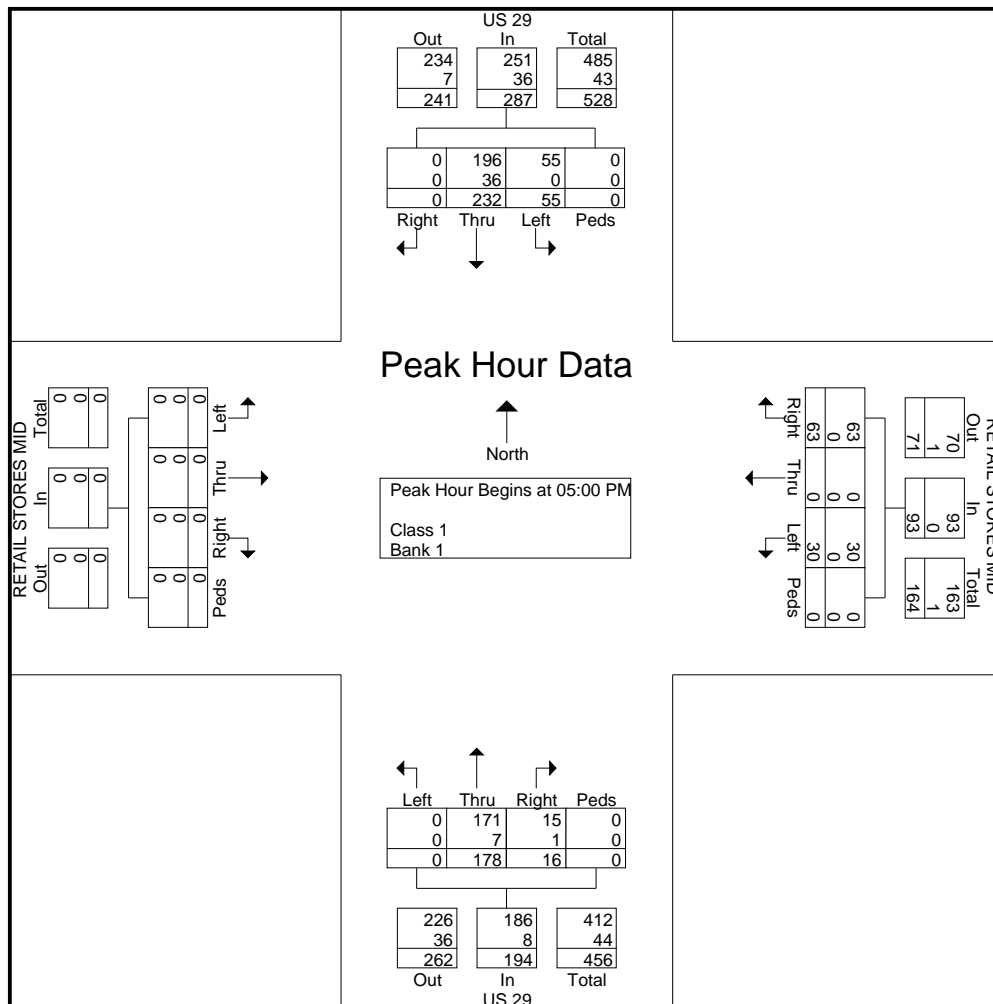 US 29
Out In Total
234 251 485
7 36 43
241 287 528
0 196 55 0
0 36 0 0
0 232 55 0
Right Thru Left Peds
Peak Hour Data
North
Peak Hour Begins at 05:00 PM
Class 1
Bank 1
RETAIL STORES MID
Total In Out
0 0 0
0 0 0
0 0 0
0 0 0 0
0 0 0 0
0 0 0 0
Left Thru Right Peds
RETAIL STORES MID
Out In Total
70 93 163
1 0 1
71 93 164
63 0 30 0
0 0 0 0
63 0 30 0
Right Thru Left Peds
Left Thru Right Peds
0 171 15 0
0 7 1 0
0 178 16 0
226 186 412
36 8 44
262 194 456
Out In Total
US 29